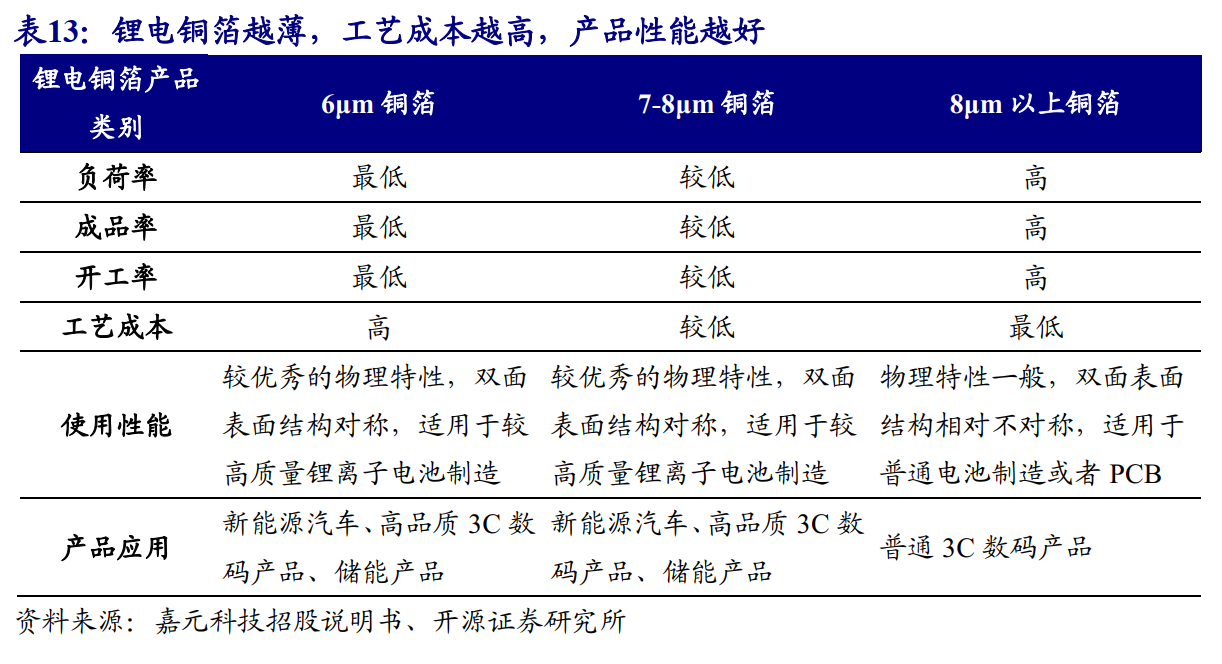 表13：锂电铜箔越薄，工艺成本越高，产品性能越好
锂电铜箔产品
类别
6μm 铜箔
7-8μm 铜箔
8μm 以上铜箔
负荷率
最低
较低
高
成品率
最低
较低
高
开工率
最低
较低
高
工艺成本
高
较低
最低
使用性能
较优秀的物理特性，双面
表面结构对称，适用于较
高质量锂离子电池制造
较优秀的物理特性，双面
表面结构对称，适用于较
高质量锂离子电池制造
物理特性一般，双面表面
结构相对不对称，适用于
普通电池制造或者 PCB
产品应用
新能源汽车、高品质 3C 数
码产品、储能产品
新能源汽车、高品质 3C 数
码产品、储能产品
普通 3C 数码产品
资料来源：嘉元科技招股说明书、开源证券研究所